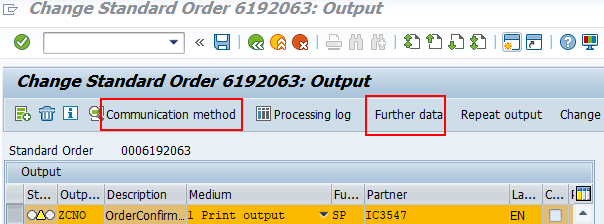 Change Standard Order 6192063: Output
Change Standard Order 6192063: Output
Communication method Processing log Further data Repeat output Change
Standard Order 0006192063
Output
St... Outp... Description Medium Fu... Partner La... C...
ZCNO OrderConfirm... 1 Print output SP IC3547 EN